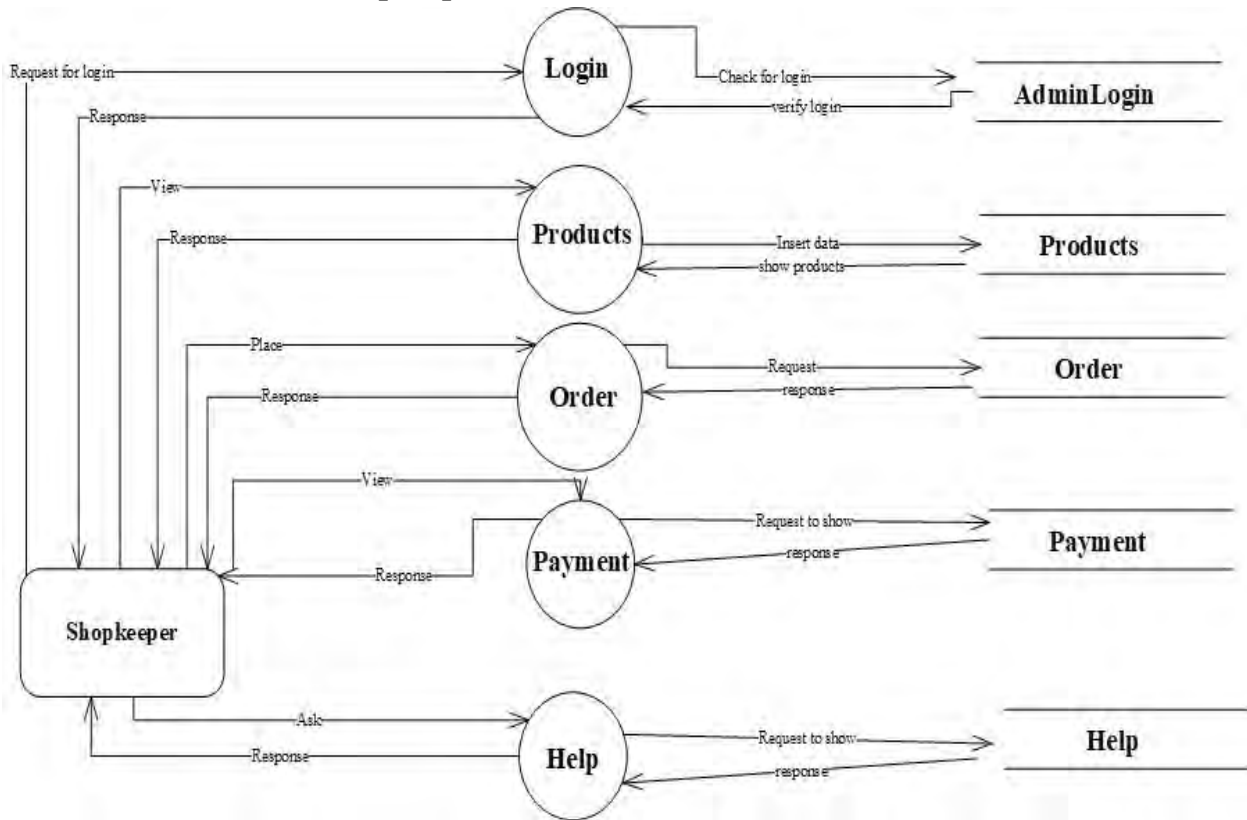 Login
Request for login
Check for login
AdminLogin
verify login
Response
View
Products
Response
Insert data
Products
show products
Place
Request
Order
response
Response
Order
View
Request to show
Payment
response
Payment
Response
Shopkeeper
Ask
Request to show
Help
Response
Help
response